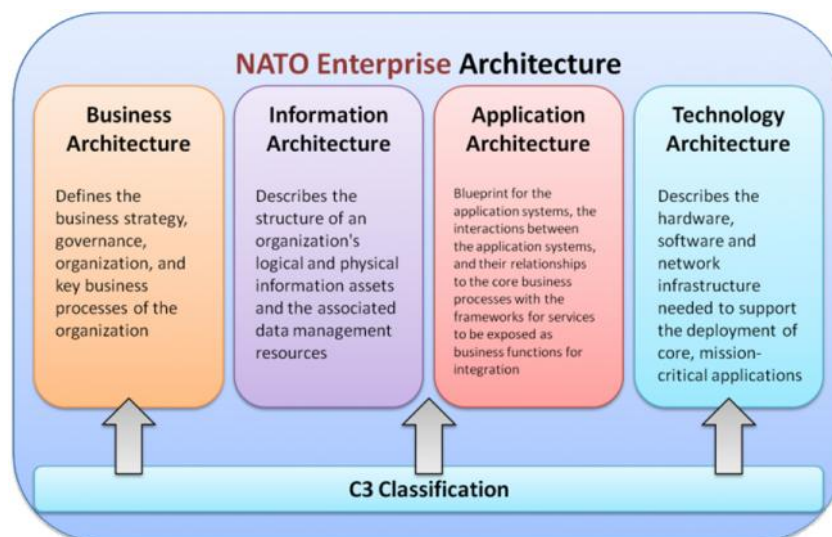 NATO Enterprise Architecture
Business
Architecture
Defines the
business strategy,
governance,
organization, and
key business
processes of the
organization
Information
Architecture
Describes the
structure of an
organization's
logical and physical
information assets
and the associated
data management
resources
Application
Architecture
Blueprint for the
application systems, the
interactions between
the application systems,
and their relationships
to the core business
processes with the
frameworks for services
to be exposed as
business functions for
integration
Technology
Architecture
Describes the
hardware,
software and
network
infrastructure
needed to support
the deployment of
core, mission-
critical applications
C3 Classification